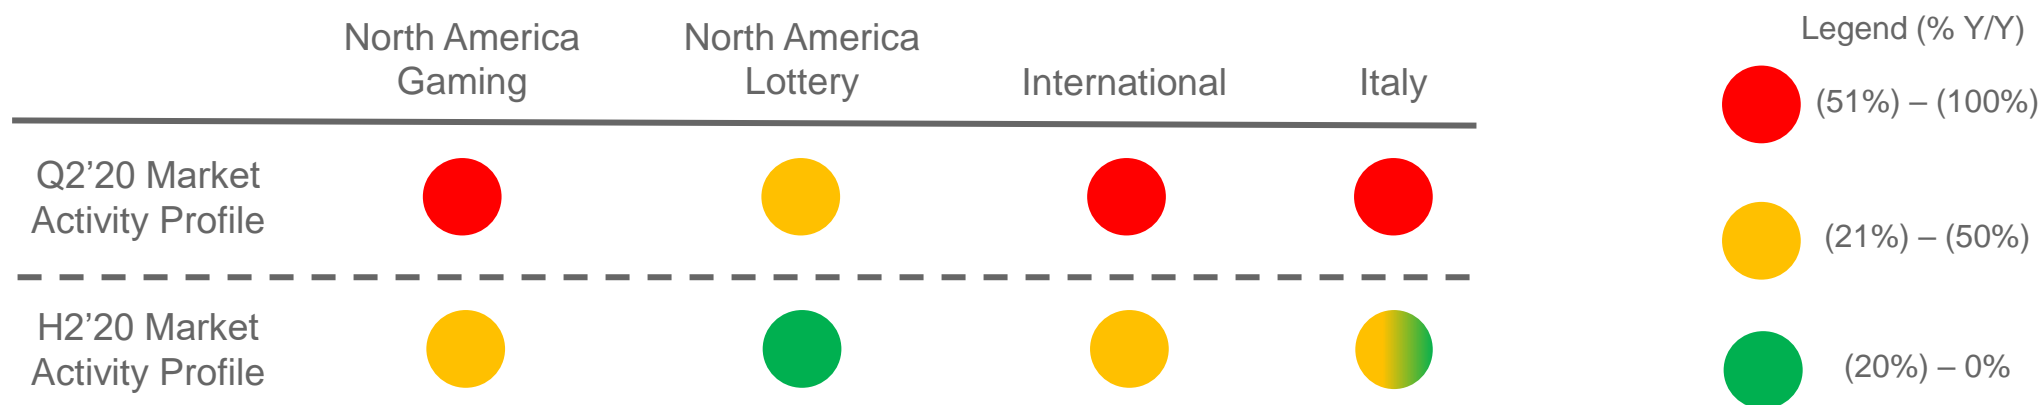 North America
Gaming
North America
Lottery
International
Italy
Legend (% Y/Y)
(51%) – (100%)
(21%) – (50%)
(20%) – 0%
Q2’20 Market
Activity Profile
H2’20 Market
Activity Profile